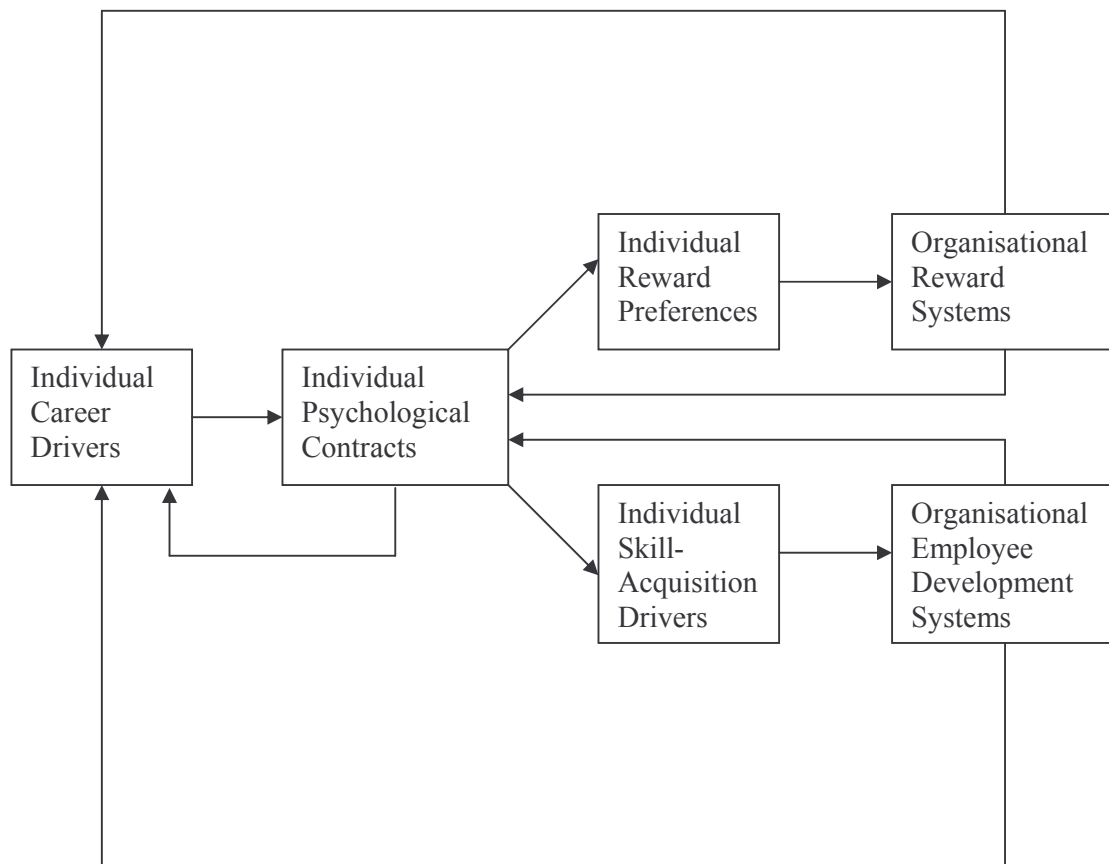 Individual
Reward
Preferences
Organisational
Reward
Systems
Individual
Career
Drivers
Individual
Psychological
Contracts
Individual
Skill-
Acquisition
Drivers
Organisational
Employee
Development
Systems